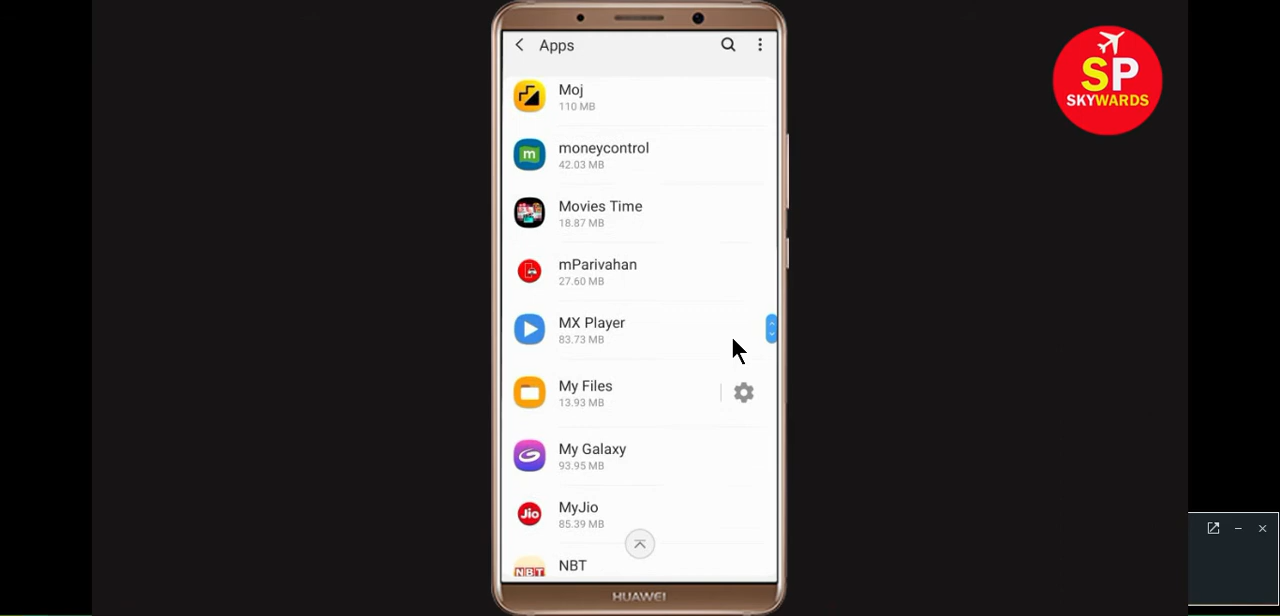 Apps
Moj
110 MB
moneycontrol
42.03 MB
Movies Time
18.87 MB
mParivahan
27.60 MB
MX Player
83.73 MB
My Files
13.93 MB
My Galaxy
93.95 MB
MyJio
85.39 MB
NBT
m
Jio
NBT
HUAWEI
SP
SKYWARDS